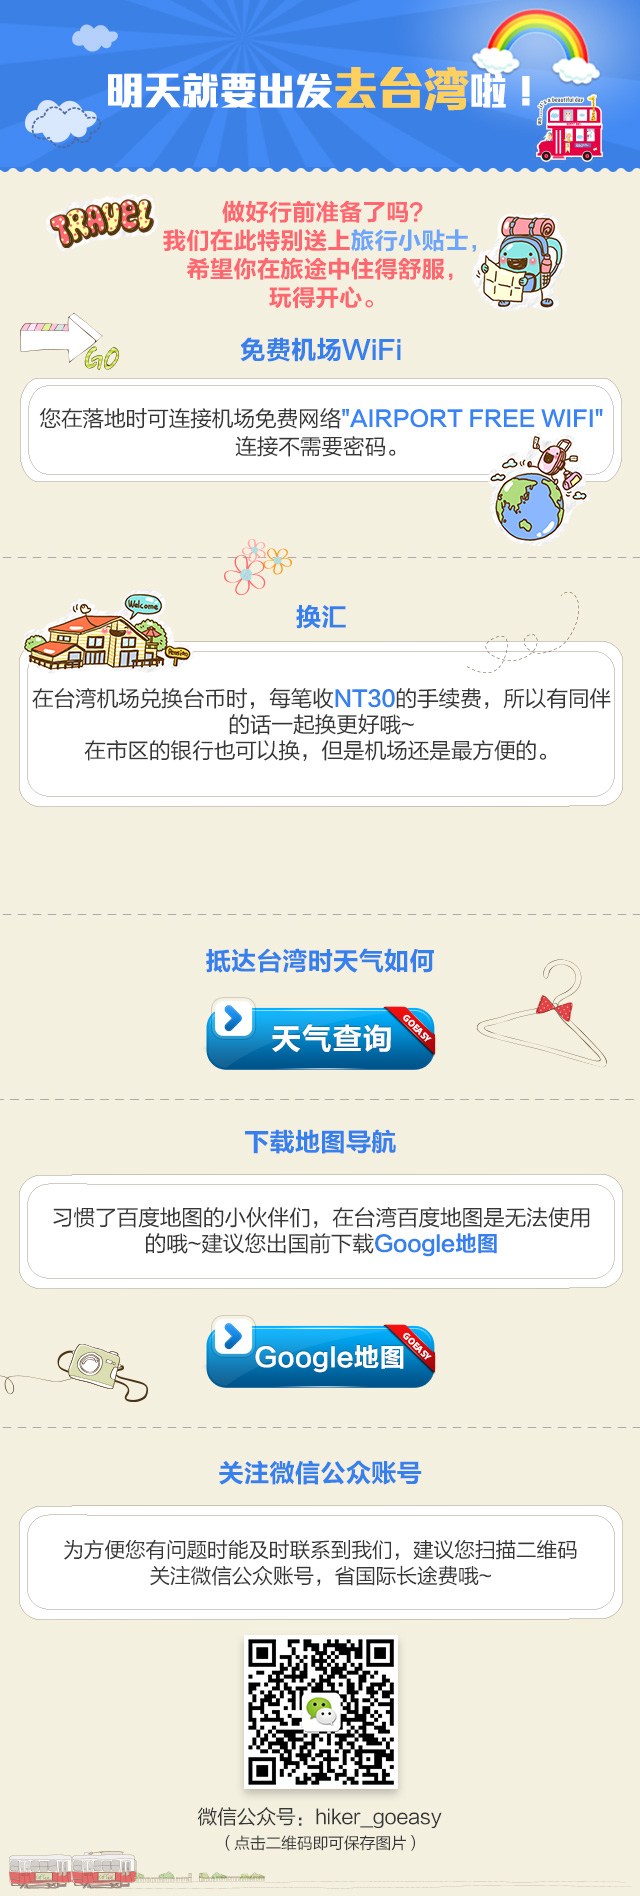 明天就要出发去台湾啦！
Wonnie's a beautiful day
TRAVEL
做好行前准备了吗？
我们在此特别送上旅行小贴士，
希望你在旅途中住得舒服，
玩得开心。
GO
免费机场WiFi
您在落地时可连接机场免费网络"AIRPORT FREE WIFI"
连接不需要密码。
Welcome
Pension
换汇
在台湾机场兑换台币时，每笔收NT30的手续费，所以有同伴
的话一起换更好哦~
在市区的银行也可以换，但是机场还是最方便的。
抵达台湾时天气如何
天气查询
GOEASY
下载地图导航
习惯了百度地图的小伙伴们，在台湾百度地图是无法使用
的哦~建议您出国前下载Google地图
Google地图
GOEASY
关注微信公众账号
为方便您有问题时能及时联系到我们，建议您扫描二维码
关注微信公众账号，省国际长途费哦~
微信公众号：hiker_goeasy
（点击二维码即可保存图片）